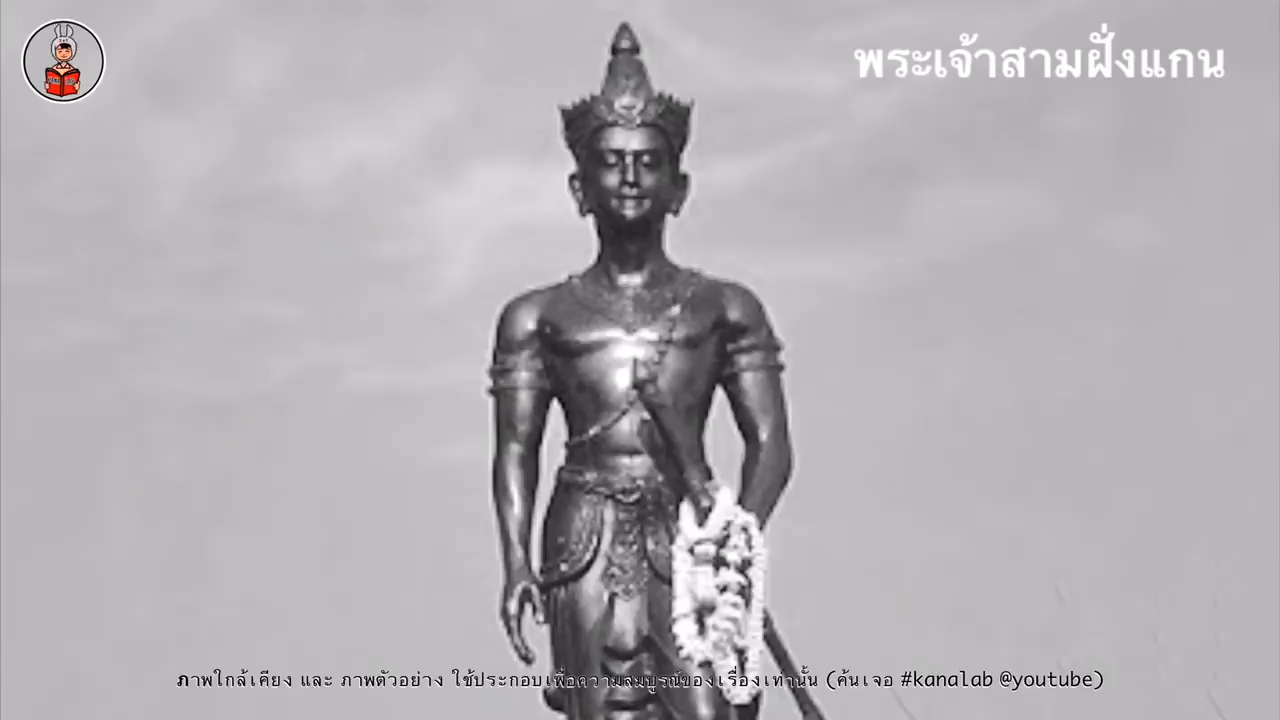 พระเจ้าสามฝั่งแกน
ภาพใกล้เคียง และ ภาพตัวอย่าง ใช้ประกอบเพื่อความสมบูรณ์ของเรื่องเท่านั้น (ค้นเจอ #kanalab @youtube)